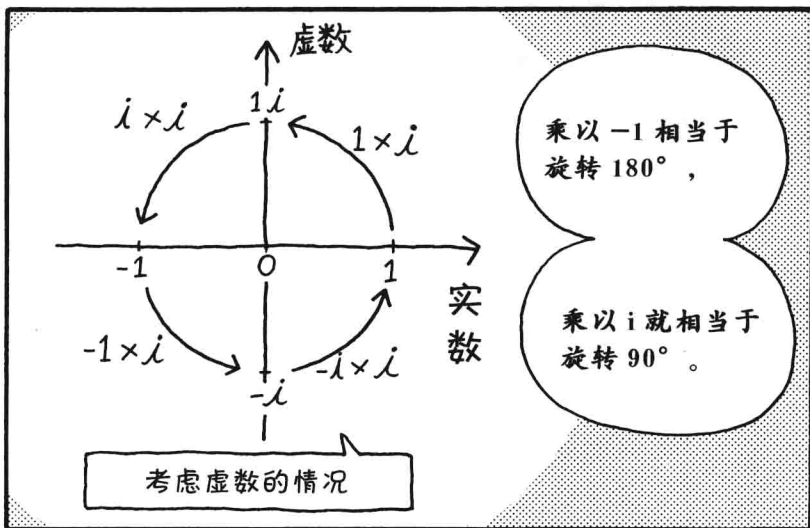 虚数
1i
i×i
1×i
-1
0
1
实
数
-1×i
-i×i
-i
考虑虚数的情况
乘以 -1 相当于
旋转 180°，
乘以 i 就相当于
旋转 90°。